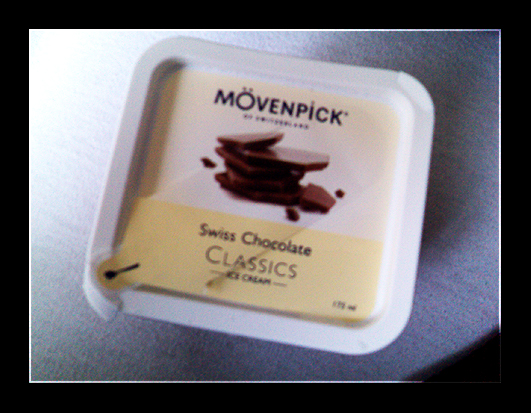 MÖVENPICK
OF SWITZERLAND
Swiss Chocolate
CLASSICS
ICE CREAM
175 ml